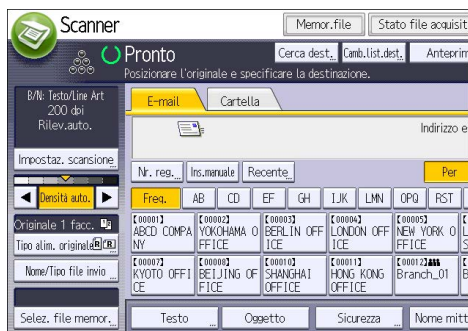 Scanner
Memor.file
Stato file acquisit
Pronto
Cerca dest.
Camb.list.dest.
Anteprim
Posizionare l'originale e specificare la destinazione.
B/N: Testo/Line Art
200 dpi
Rilev.auto.
E-mail
Cartella
Indirizzo e
Impostaz. scansione
Nr. reg.
Ins.manuale
Recente
Per
Densità auto.
Freq.
AB
CD
EF
GH
IJK
LMN
OPQ
RST
Originale 1 facc.
Tipo alim. originale
Nome/Tipo file invio
Selez. file memor.
[00001]
ABCD COMPA
NY
[00002]
YOKOHAMA O
FFICE
[00003]
BERLIN OFF
ICE
[00004]
LONDON OFF
ICE
[00005]
NEW YORK O
FFICE
[00007]
KYOTO OFFI
CE
[00008]
BEIJING OF
FICE
[00010]
SHANGHAI
OFFICE
[00011]
HONG KONG
OFFICE
[00012]
Branch_01
Testo
Oggetto
Sicurezza
Nome mitt